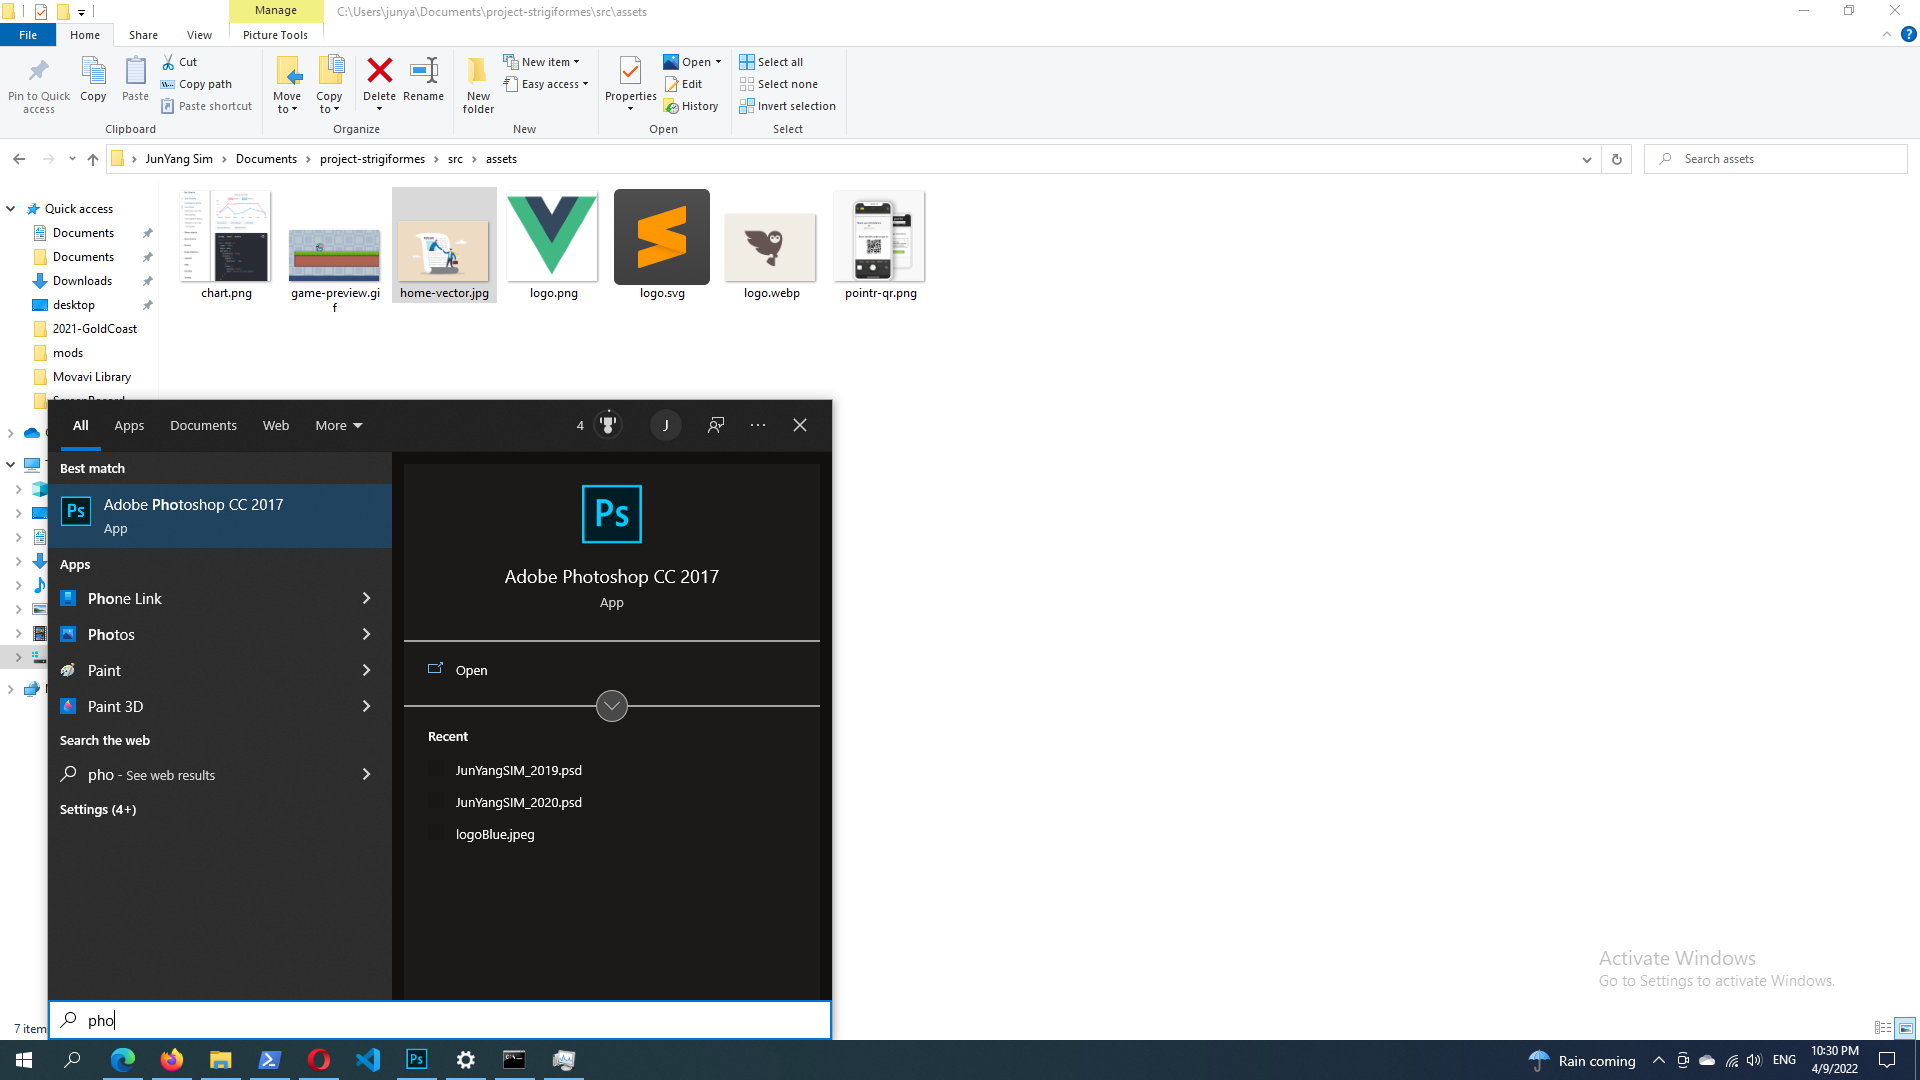 Manage
C:\Users\junya\Documents\project-strigiformes\src\assets
File
Home
Share
View
Picture Tools
Pin to Quick access
Copy
Paste
Cut
Copy path
Paste shortcut
Clipboard
Move to
Copy to
Delete
Rename
Organize
New folder
New item
Easy access
New
Properties
Open
Edit
History
Open
Select all
Select none
Invert selection
Select
JunYang Sim > Documents > project-strigiformes > src > assets
Search assets
Quick access
Documents
Documents
Downloads
desktop
2021-GoldCoast
mods
Movavi Library
chart.png
game-preview.gif
home-vector.jpg
logo.png
logo.svg
logo.webp
pointr-qr.png
All
Apps
Documents
Web
More
4
J
Best match
Adobe Photoshop CC 2017
App
Apps
Phone Link
Photos
Paint
Paint 3D
Search the web
pho - See web results
Settings (4+)
Ps
Adobe Photoshop CC 2017
App
Open
Recent
JunYangSIM_2019.psd
JunYangSIM_2020.psd
logoBlue.jpeg
pho
7 item
Activate Windows
Go to Settings to activate Windows.
Ps
Rain coming
ENG
10:30 PM
4/9/2022